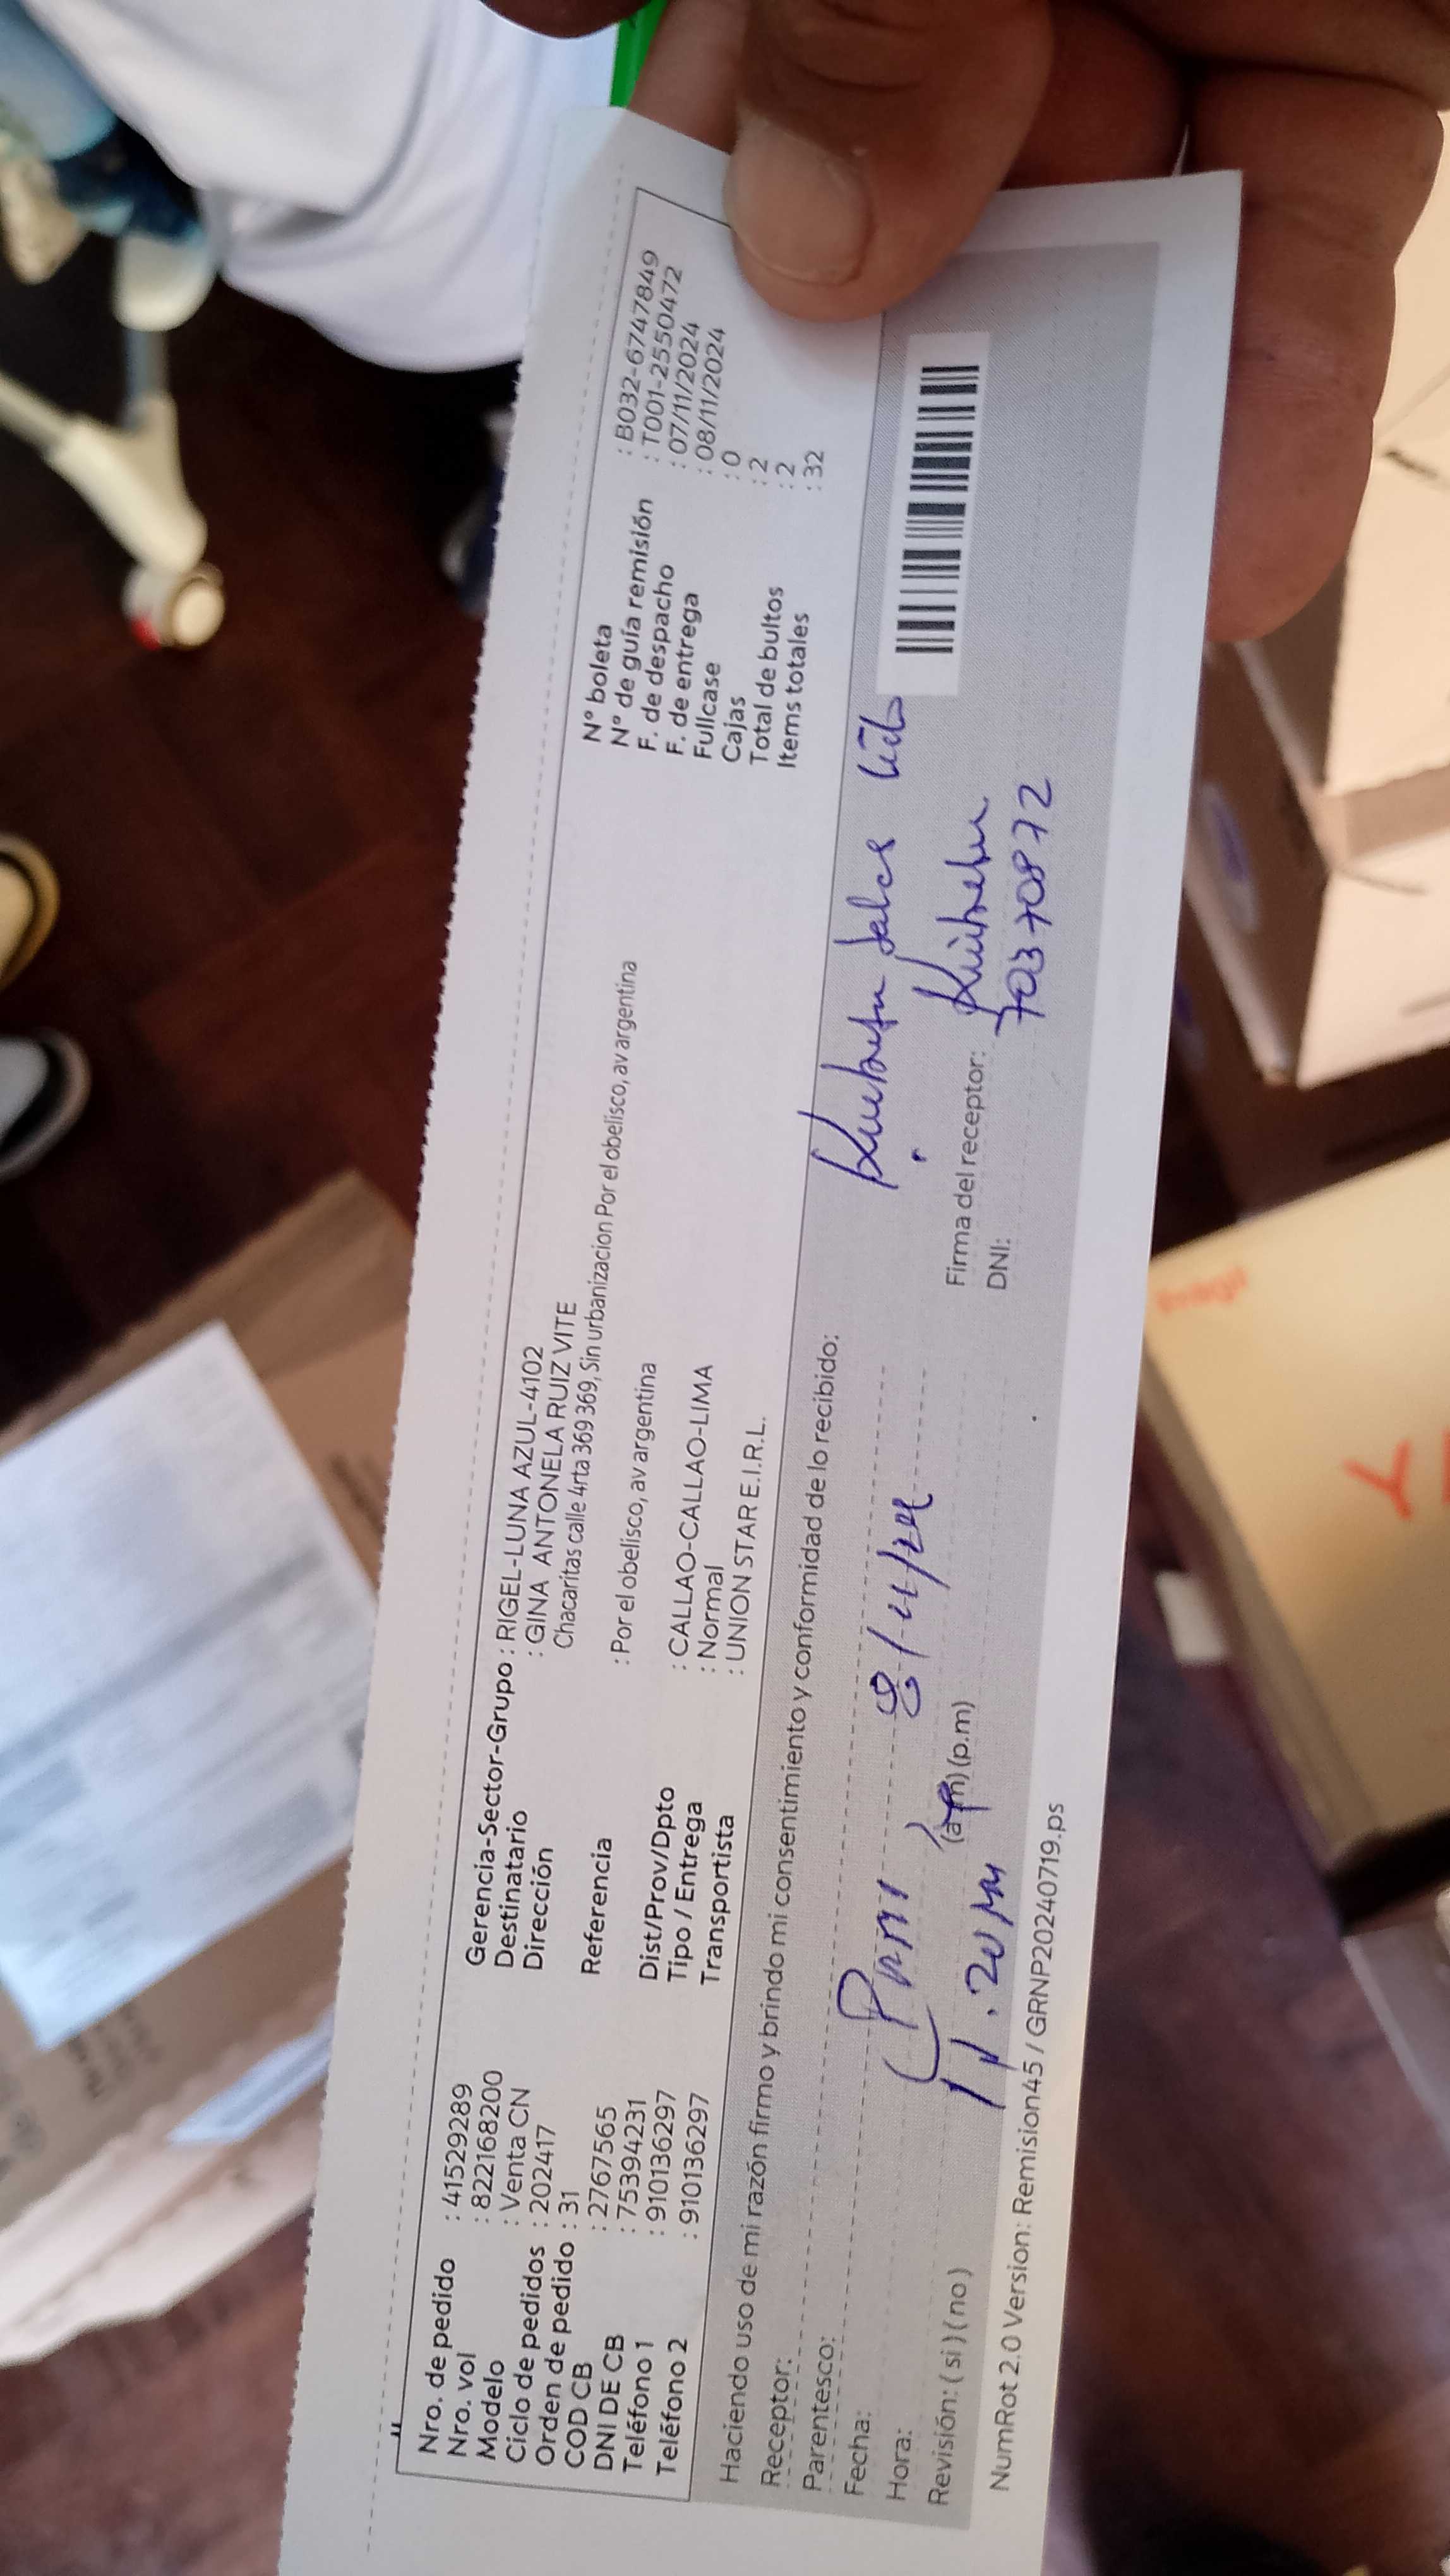 Nro. de pedido : 41529289
Nro. vol : 822168200
Modelo : Venta CN
Ciclo de pedidos : 202417
Orden de pedido : 31
COD CB : 2767565
DNI DE CB : 75394231
Teléfono 1 : 910136297
Teléfono 2 : 910136297
Gerencia-Sector-Grupo : RIGEL-LUNA AZUL-4102
Destinatario : GINA ANTONELA RUIZ VITE
Dirección Chacaritas calle 4rta 369 369, Sin urbanizacion Por el obelisco, av argentina
Referencia : Por el obelisco, av argentina
Dist/Prov/Dpto : CALLAO-CALLAO-LIMA
Tipo / Entrega : Normal
Transportista : UNION STAR E.I.R.L.
N° boleta : B032-6747849
N° de guía remisión : T001-2550472
F. de despacho : 07/11/2024
F. de entrega : 08/11/2024
Fullcase : 0
Cajas : 2
Total de bultos : 2
Items totales : 32
Haciendo uso de mi razón firmo y brindo mi consentimiento y conformidad de lo recibido:
Receptor:
Parentesco:
Fecha: 8/11/24
Hora: 11.20 (a.m) (p.m)
Revisión: ( si ) ( no )
Firma del receptor:
DNI: 70370872
NumRot 2.0 Version: Remision45 / GRNP20240719.ps